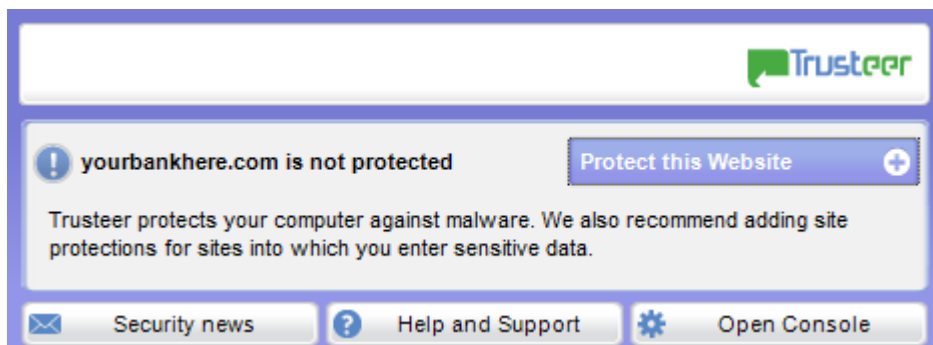 Trusteer
yourbankhere.com is not protected
Protect this Website
Trusteer protects your computer against malware. We also recommend adding site
protections for sites into which you enter sensitive data.
Security news
Help and Support
Open Console